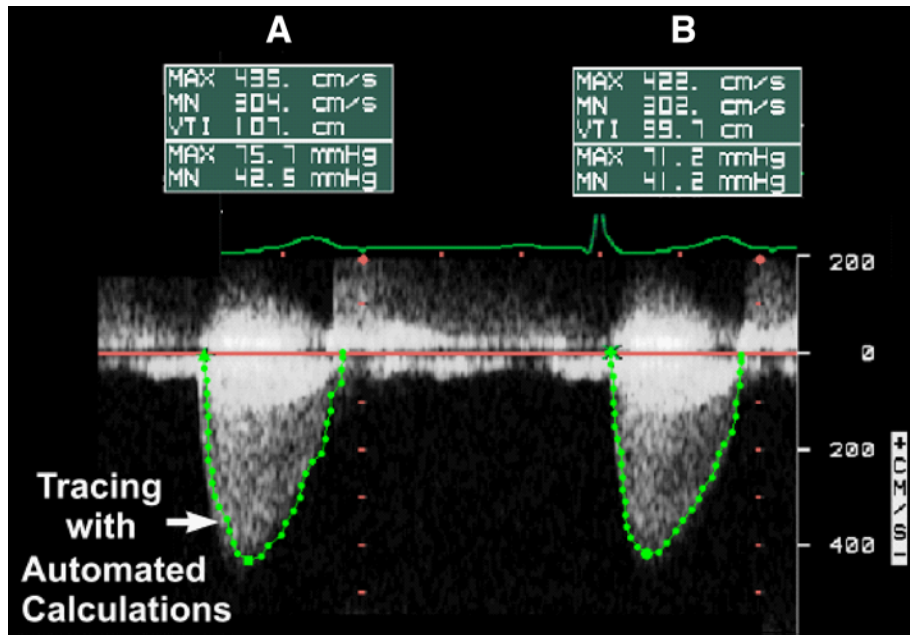 A
B
MAX 435. cm/s
MN 304. cm/s
VTI 107. cm
MAX 75.7 mmHg
MN 42.5 mmHg
MAX 422. cm/s
MN 302. cm/s
VTI 99.7 cm
MAX 71.2 mmHg
MN 41.2 mmHg
200
0
200
400
+CM/S-
Tracing
with
Automated
Calculations